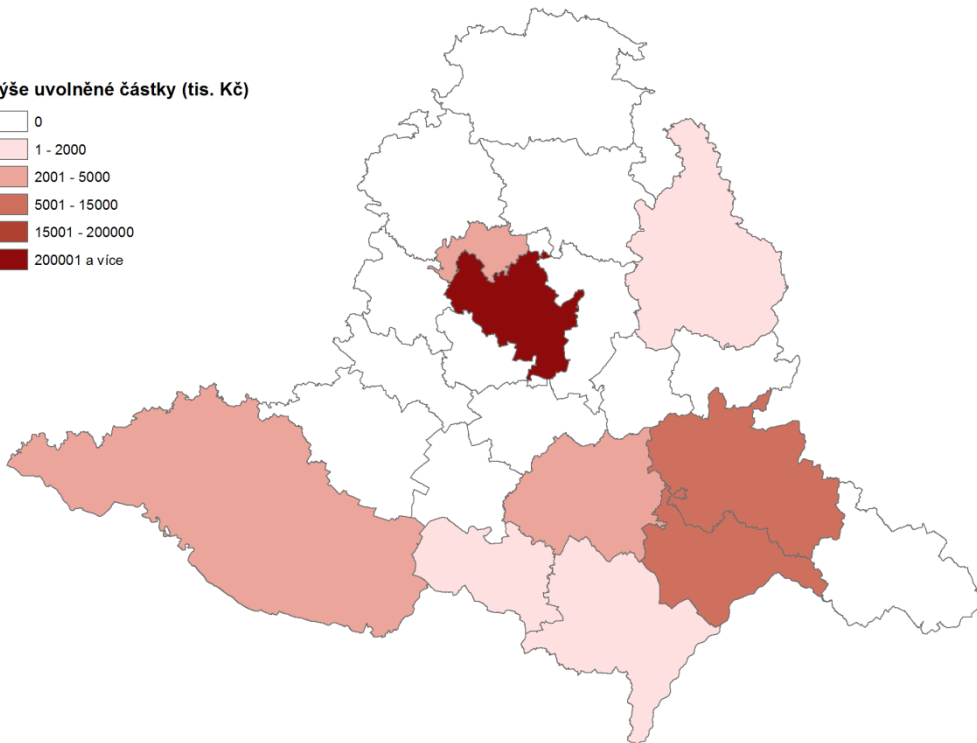 ýše uvolněné částky (tis. Kč)
0
1 - 2000
2001 - 5000
5001 - 15000
15001 - 200000
200001 a více